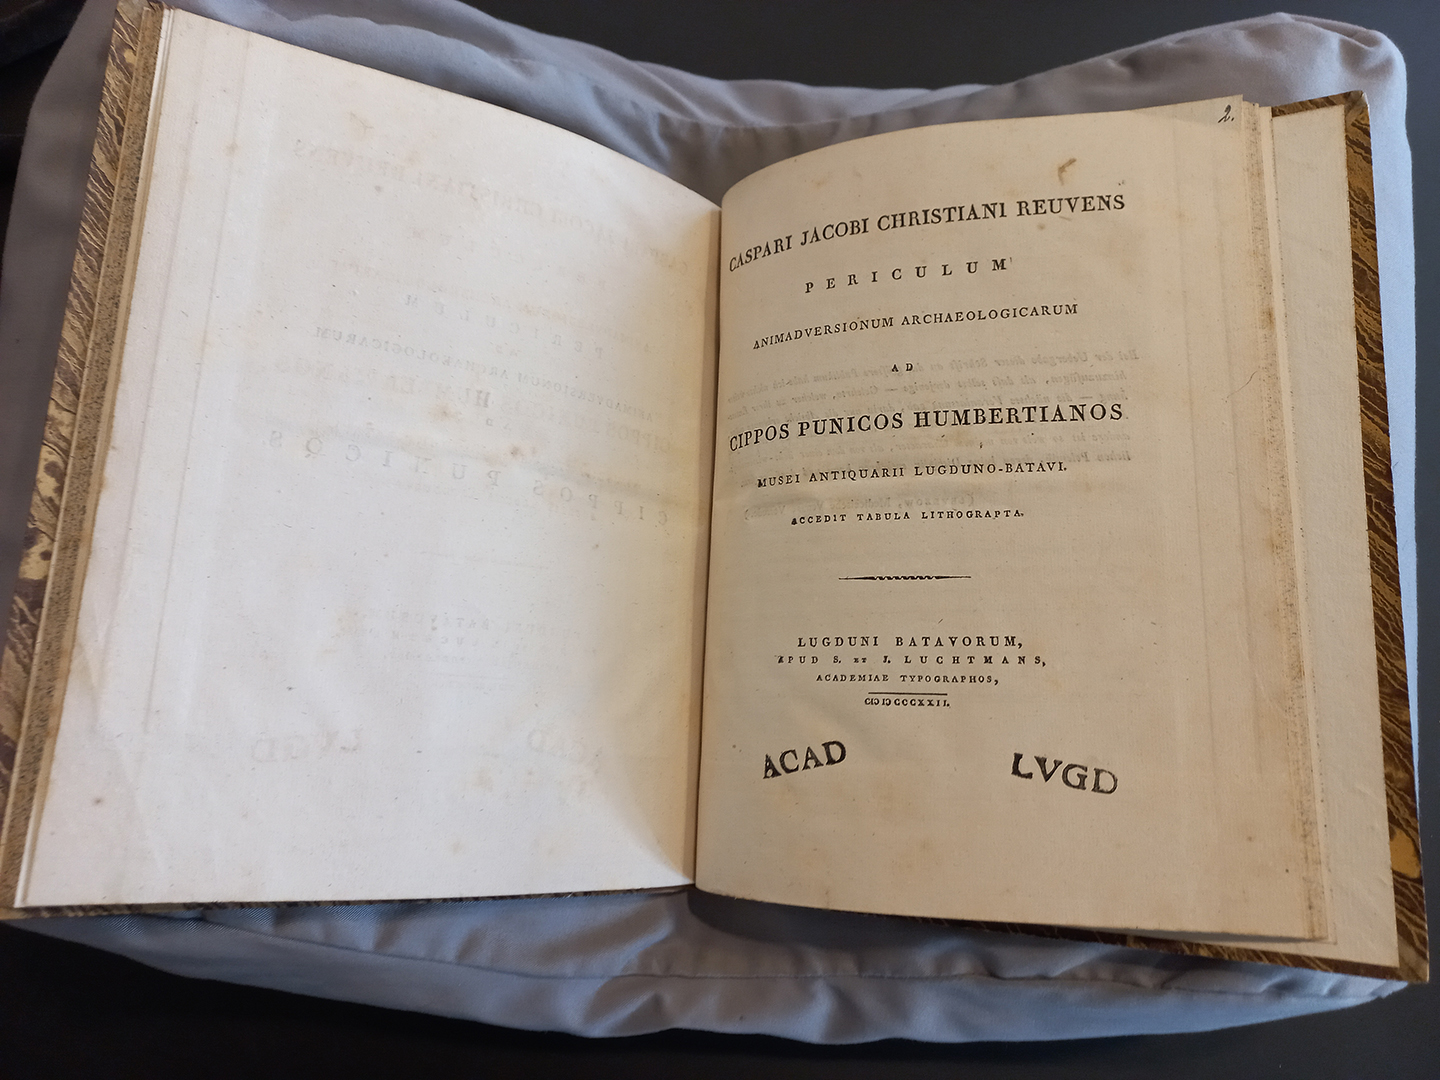 2.
CASPARI JACOBI CHRISTIANI REUVENS
PERICULUM
ANIMADVERSIONUM ARCHAEOLOGICARUM
AD
CIPPOS PUNICOS HUMBERTIANOS
MUSEI ANTIQUARII LUGDUNO-BATAVI.
ACCEDIT TABULA LITHOGRAPTA.
LUGDUNI BATAVORUM,
APUD S. ET J. LUCHTMANS,
ACADEMIAE TYPOGRAPHOS,
CIↃIↃCCCXXII.
ACAD LVGD